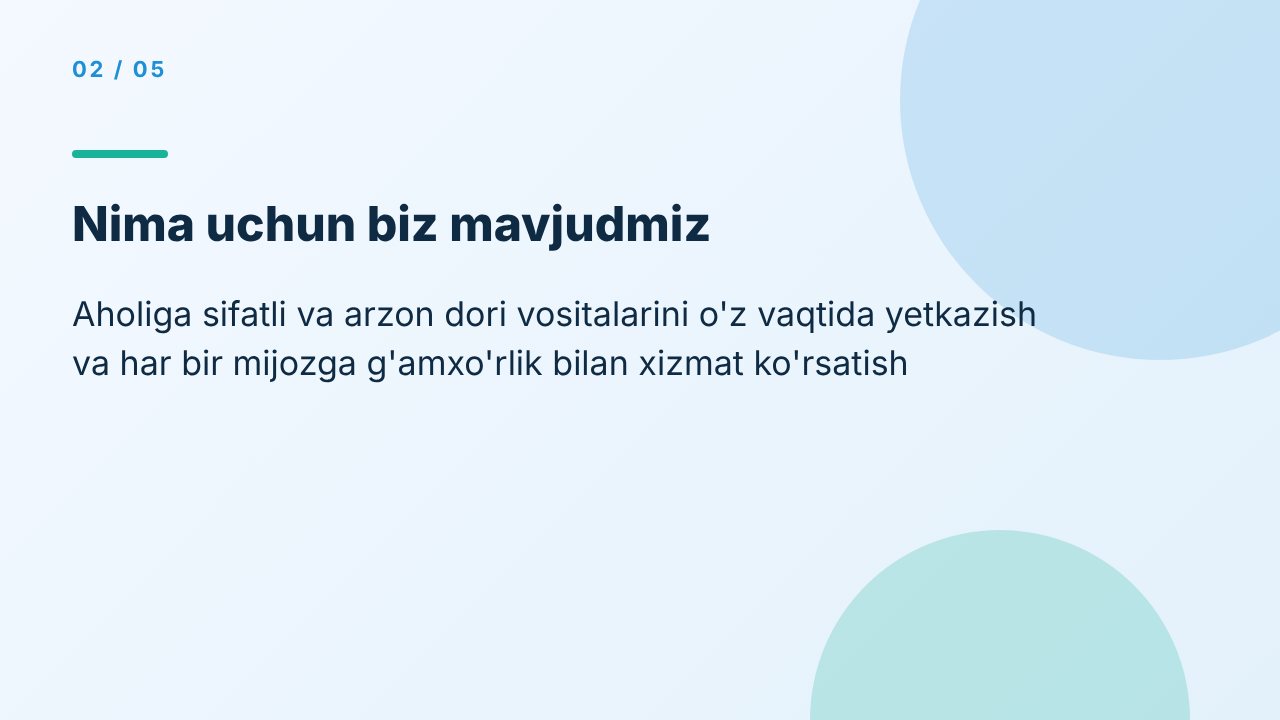 02 / 05
Nima uchun biz mavjudmiz
Aholiga sifatli va arzon dori vositalarini o'z vaqtida yetkazish
va har bir mijozga g'amxo'rlik bilan xizmat ko'rsatish